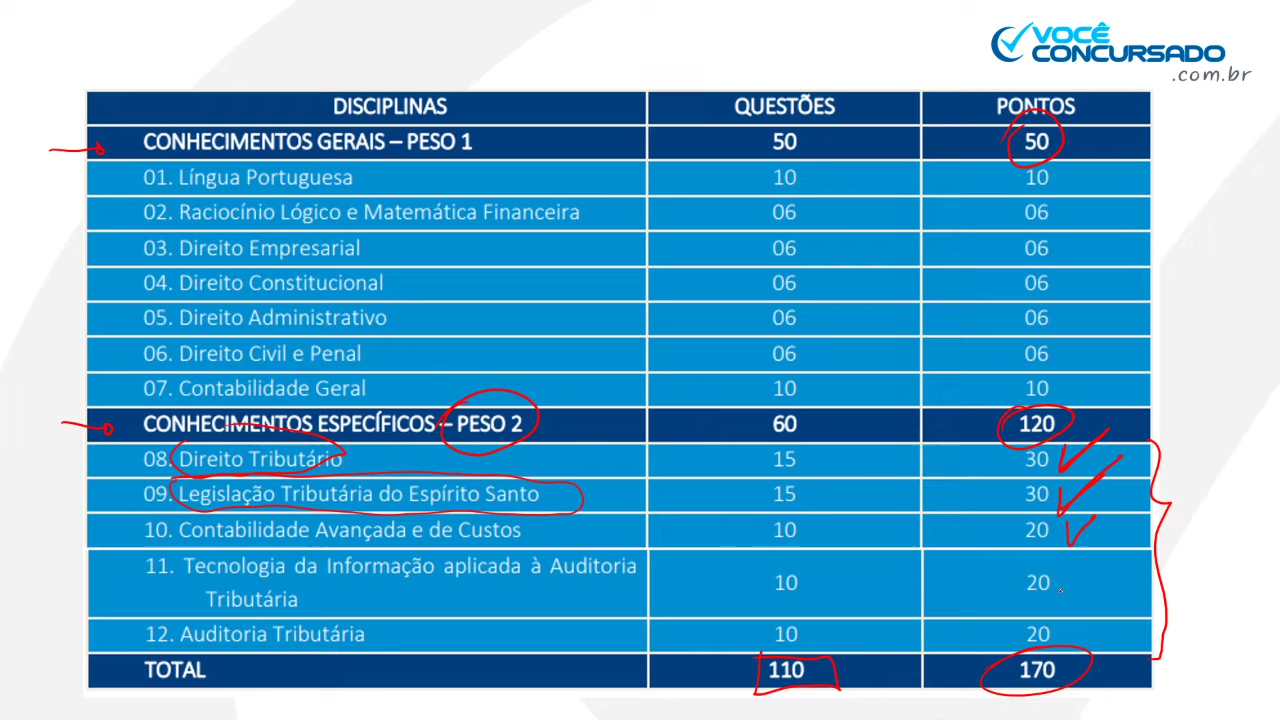 VOCÊ
CONCURSADO
.com.br
DISCIPLINAS QUESTÕES PONTOS
CONHECIMENTOS GERAIS – PESO 1 50 50
01. Língua Portuguesa 10 10
02. Raciocínio Lógico e Matemática Financeira 06 06
03. Direito Empresarial 06 06
04. Direito Constitucional 06 06
05. Direito Administrativo 06 06
06. Direito Civil e Penal 06 06
07. Contabilidade Geral 10 10
CONHECIMENTOS ESPECÍFICOS – PESO 2 60 120
08. Direito Tributário 15 30
09. Legislação Tributária do Espírito Santo 15 30
10. Contabilidade Avançada e de Custos 10 20
11. Tecnologia da Informação aplicada à Auditoria
Tributária 10 20
12. Auditoria Tributária 10 20
TOTAL 110 170